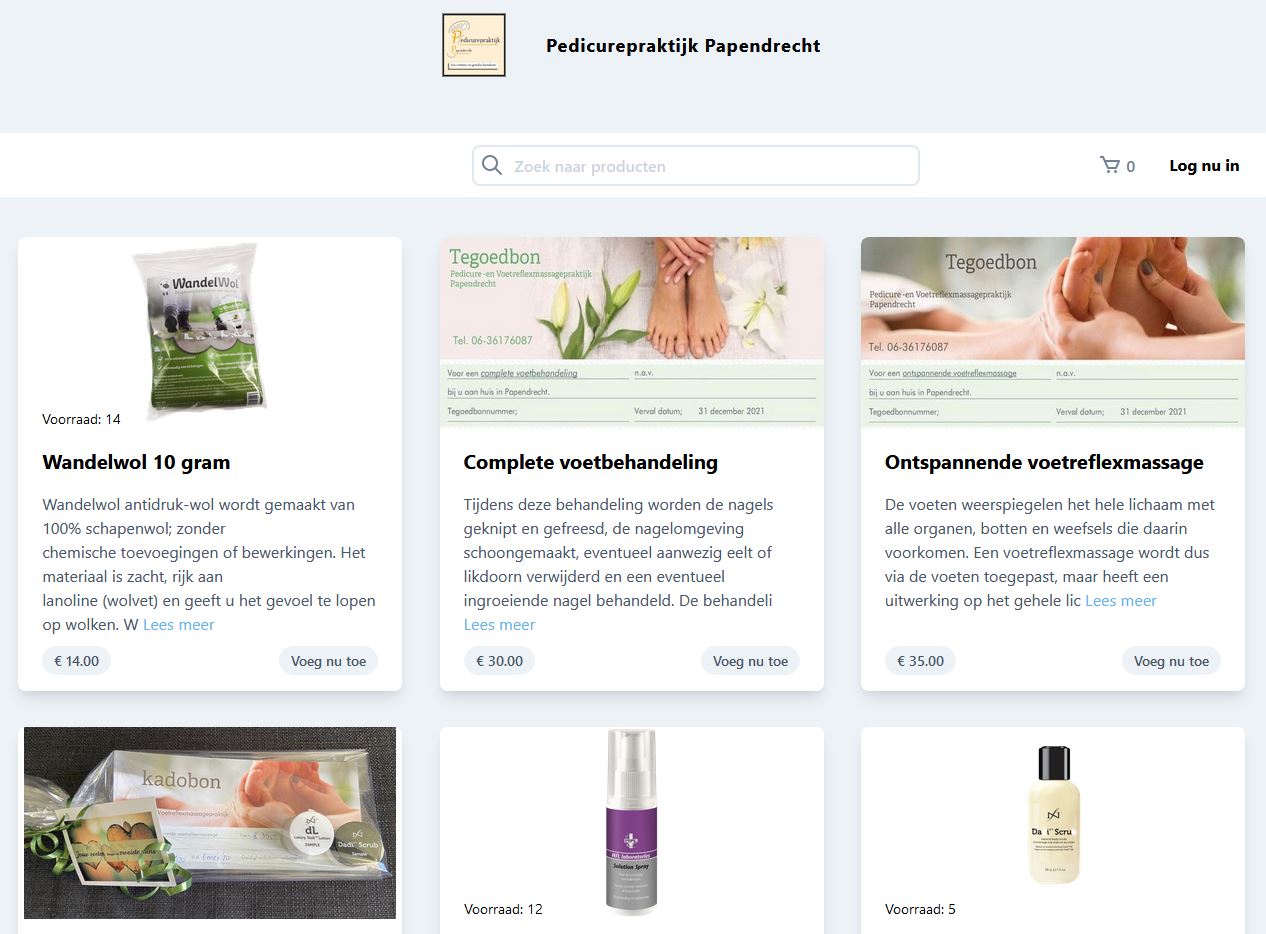 Pedicurepraktijk
Papendrecht
Pedicurepraktijk Papendrecht
Zoek naar producten
0
Log nu in
WandelWol
Voorraad: 14
Wandelwol 10 gram
Wandelwol antidruk-wol wordt gemaakt van
100% schapenwol; zonder
chemische toevoegingen of bewerkingen. Het
materiaal is zacht, rijk aan
lanoline (wolvet) en geeft u het gevoel te lopen
op wolken. W Lees meer
€ 14.00
Voeg nu toe
Tegoedbon
Pedicure -en Voetreflexmassagepraktijk
Papendrecht
Tel. 06-36176087
Voor een complete voetbehandeling
n.a.v.
bij u aan huis in Papendrecht.
Tegoedbonnummer;
Verval datum; 31 december 2021
Complete voetbehandeling
Tijdens deze behandeling worden de nagels
geknipt en gefreesd, de nagelomgeving
schoongemaakt, eventueel aanwezig eelt of
likdoorn verwijderd en een eventueel
ingroeiende nagel behandeld. De behandeli
Lees meer
€ 30.00
Voeg nu toe
Tegoedbon
Pedicure -en Voetreflexmassagepraktijk
Papendrecht
Tel. 06-36176087
Voor een ontspannende voetreflexmassage
n.a.v.
bij u aan huis in Papendrecht.
Tegoedbonnummer;
Verval datum; 31 december 2021
Ontspannende voetreflexmassage
De voeten weerspiegelen het hele lichaam met
alle organen, botten en weefsels die daarin
voorkomen. Een voetreflexmassage wordt dus
via de voeten toegepast, maar heeft een
uitwerking op het gehele lic Lees meer
€ 35.00
Voeg nu toe
kadobon
Voetreflexmassagepraktijk
dL
SAMPLE
Dadi' Scrub
Sample
laboratories
Solution Spray
Voorraad: 12
Dadi' Scru
Voorraad: 5